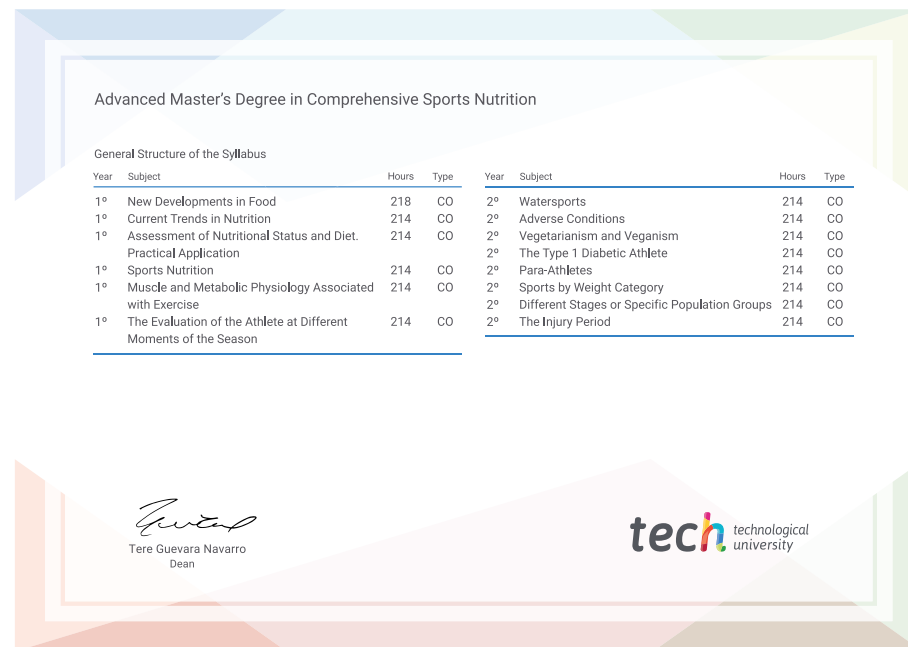 Advanced Master's Degree in Comprehensive Sports Nutrition
General Structure of the Syllabus
Year Subject Hours Type
1º New Developments in Food 218 CO
1º Current Trends in Nutrition 214 CO
1º Assessment of Nutritional Status and Diet. 214 CO
Practical Application
1º Sports Nutrition 214 CO
1º Muscle and Metabolic Physiology Associated 214 CO
with Exercise
1º The Evaluation of the Athlete at Different 214 CO
Moments of the Season
Year Subject Hours Type
2º Watersports 214 CO
2º Adverse Conditions 214 CO
2º Vegetarianism and Veganism 214 CO
2º The Type 1 Diabetic Athlete 214 CO
2º Para-Athletes 214 CO
2º Sports by Weight Category 214 CO
2º Different Stages or Specific Population Groups 214 CO
2º The Injury Period 214 CO
Tere Guevara Navarro
Dean
tech technological
university